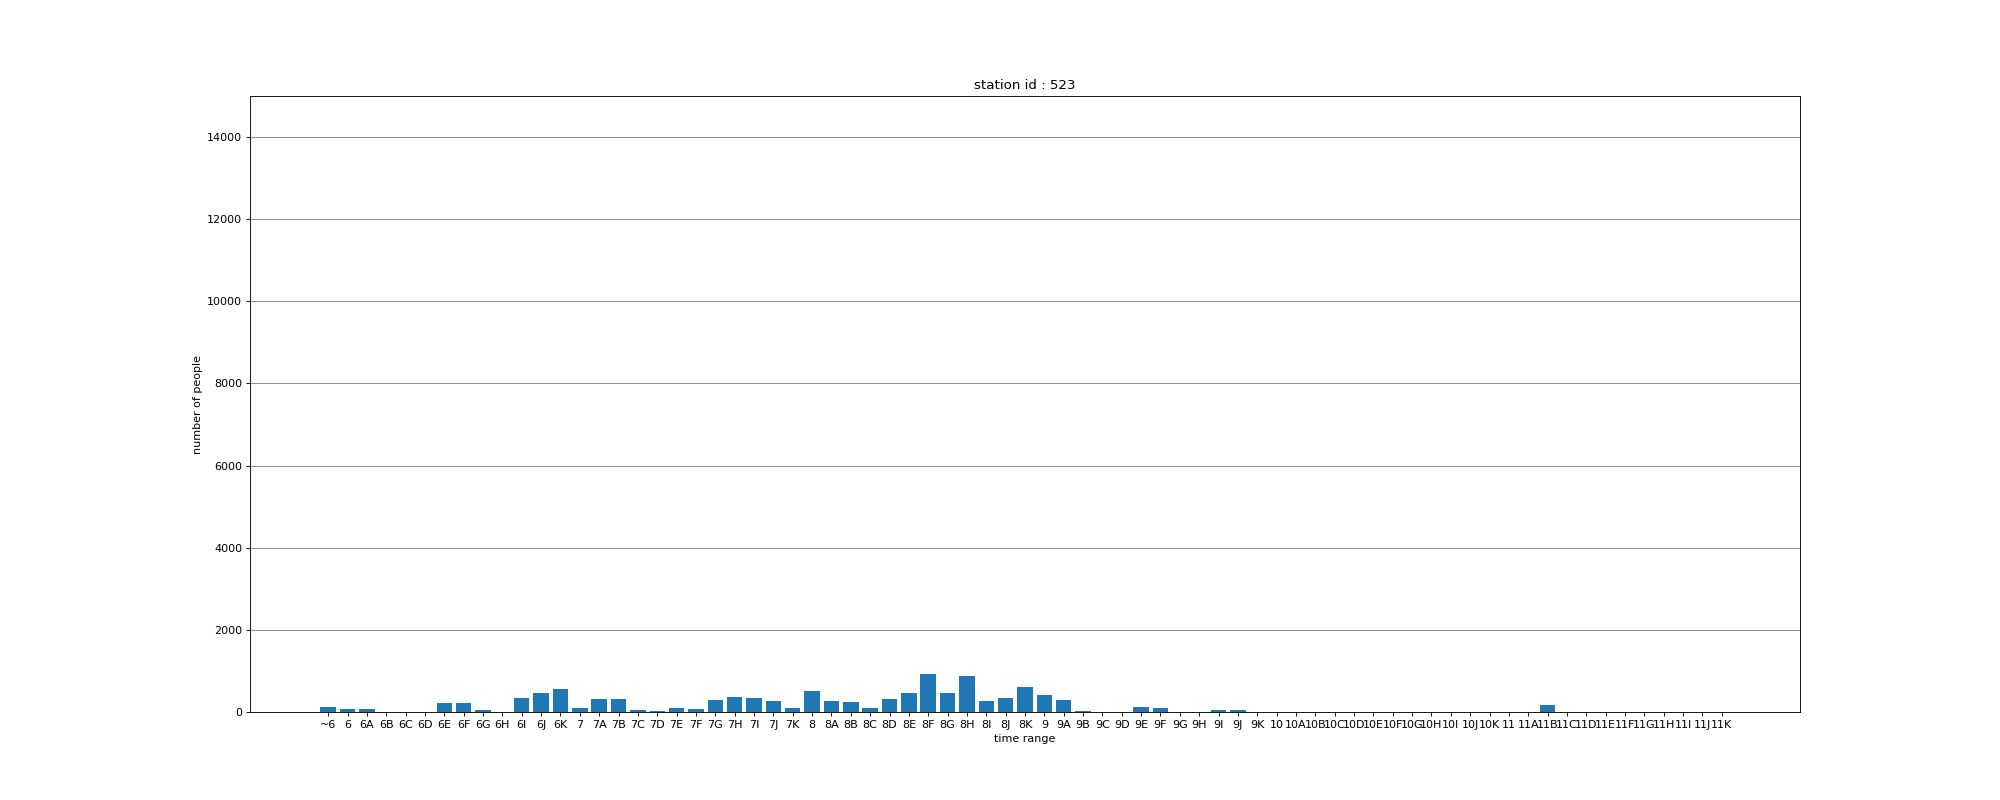 station id : 523
14000
12000
10000
8000
6000
4000
2000
0
number of people
~6 6 6A 6B 6C 6D 6E 6F 6G 6H 6I 6J 6K 7 7A 7B 7C 7D 7E 7F 7G 7H 7I 7J 7K 8 8A 8B 8C 8D 8E 8F 8G 8H 8I 8J 8K 9 9A 9B 9C 9D 9E 9F 9G 9H 9I 9J 9K 10 10A 10B 10C 10D 10E 10F 10G 10H 10I 10J 10K 11 11A 11B 11C 11D 11E 11F 11G 11H 11I 11J 11K
time range